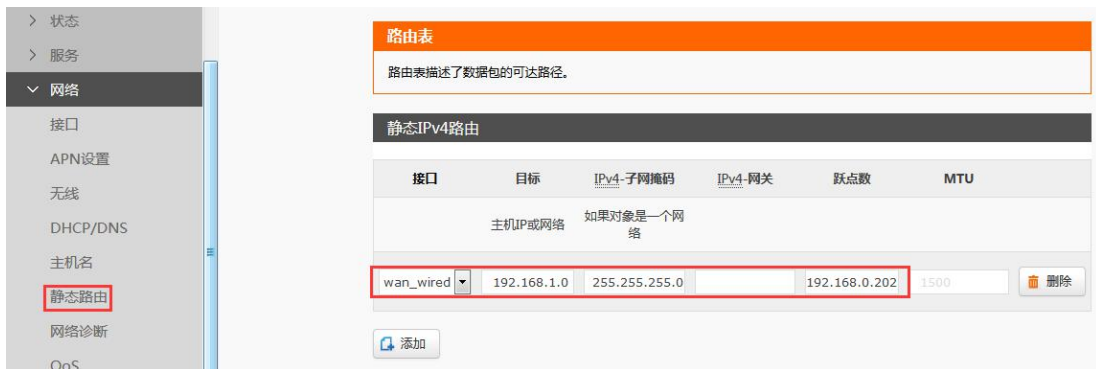 状态
服务
网络
接口
APN设置
无线
DHCP/DNS
主机名
静态路由
网络诊断
QoS
路由表
路由表描述了数据包的可达路径。
静态IPv4路由
接口 目标 IPv4-子网掩码 IPv4-网关 跃点数 MTU
主机IP或网络 如果对象是一个网
络
wan_wired 192.168.1.0 255.255.255.0 192.168.0.202 1500 删除
添加